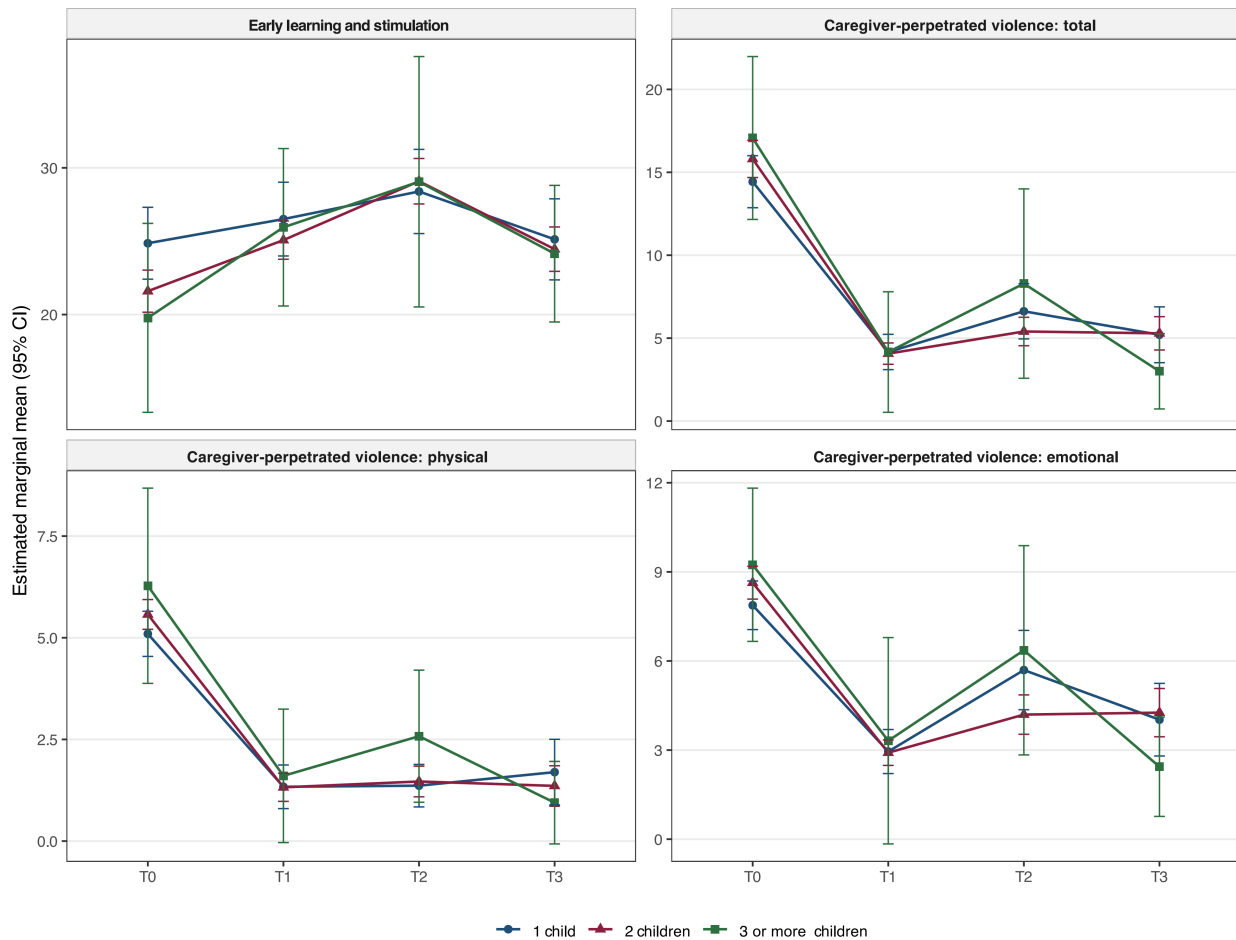 Early learning and stimulation
Caregiver-perpetrated violence: total
30
20
20
15
10
5
0
Estimated marginal mean (95% CI)
Caregiver-perpetrated violence: physical
Caregiver-perpetrated violence: emotional
7.5
5.0
2.5
0.0
12
9
6
3
0
T0 T1 T2 T3
T0 T1 T2 T3
1 child 2 children 3 or more children